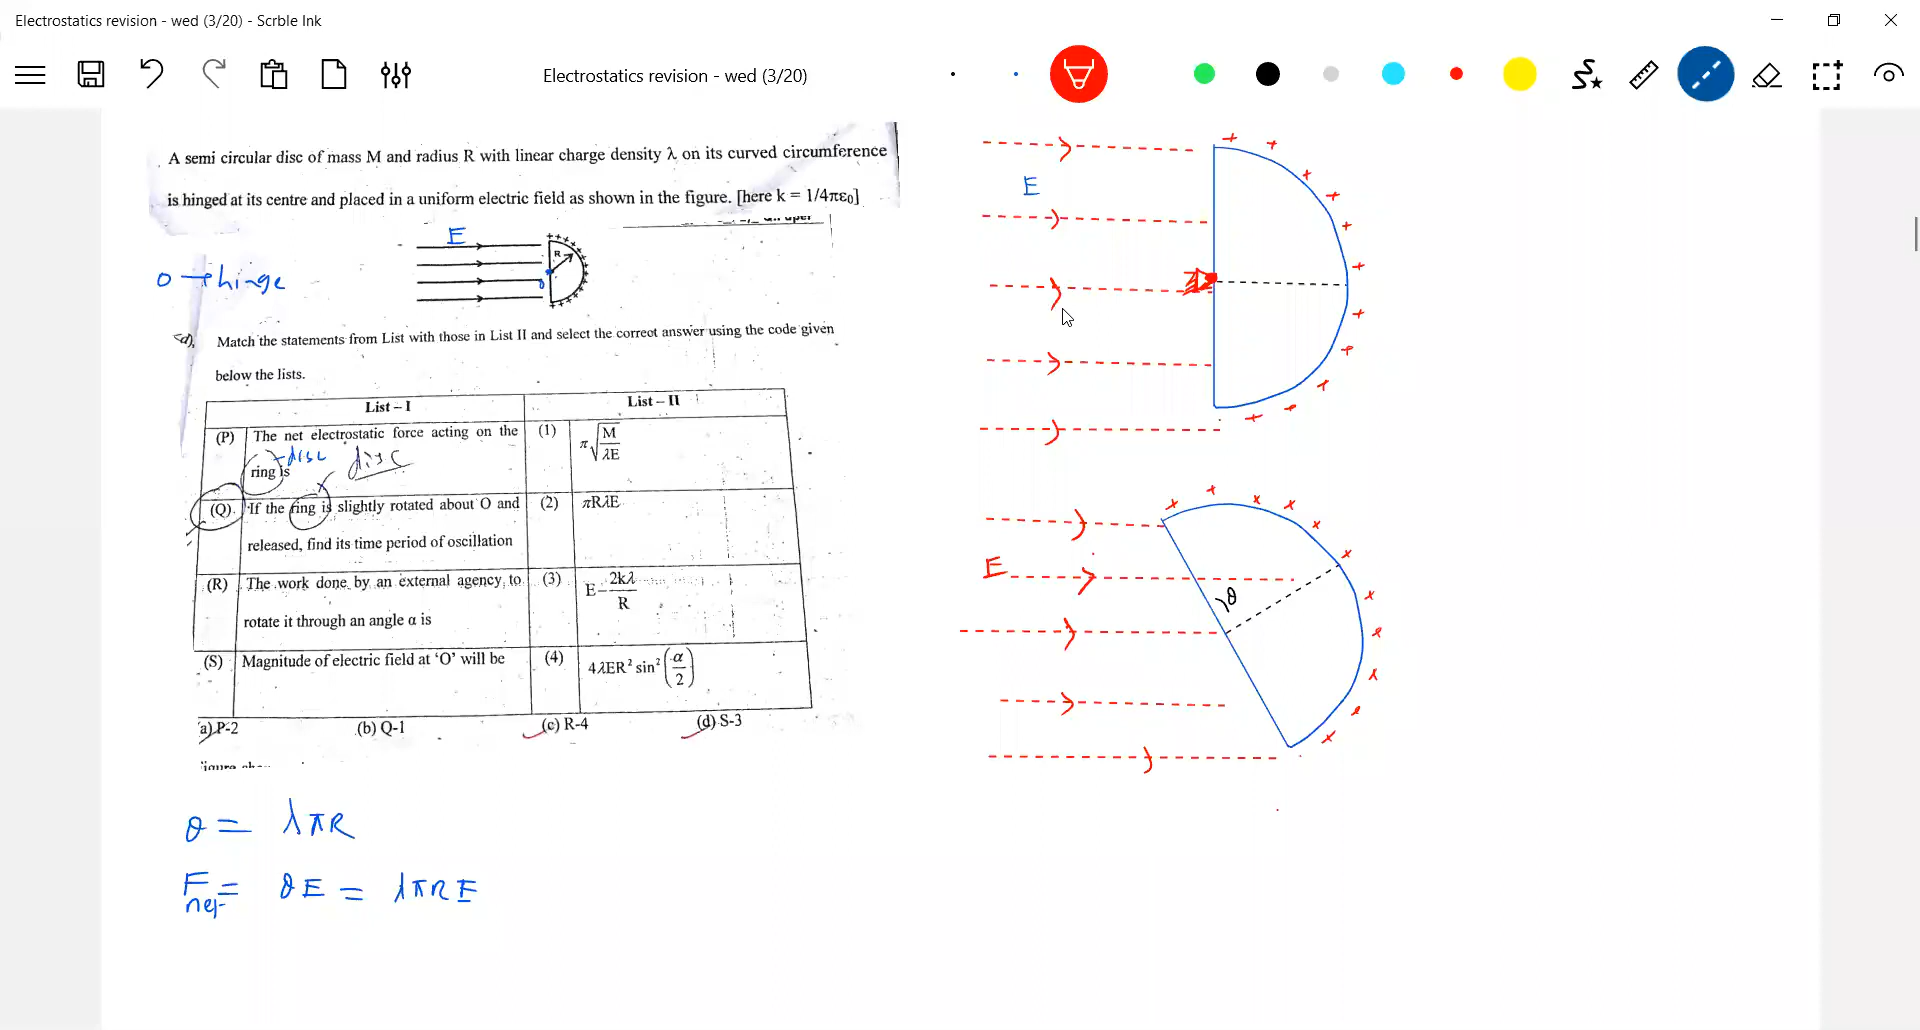 Electrostatics revision - wed (3/20) - Scrble Ink
Electrostatics revision - wed (3/20)
A semi circular disc of mass M and radius R with linear charge density λ on its curved circumference
is hinged at its centre and placed in a uniform electric field as shown in the figure. [here k = 1/4πε₀]
E
R
O
O → hinge
Match the statements from List with those in List II and select the correct answer using the code given
below the lists.
List – I List – II
(P) The net electrostatic force acting on the ring is (1) π√(M/λE)
disc disc
(Q) If the ring is slightly rotated about O and released, find its time period of oscillation (2) πRλE
(R) The work done by an external agency to rotate it through an angle α is (3) E–2kλ/R
(S) Magnitude of electric field at ‘O’ will be (4) 4λER² sin²(α/2)
(a) P-2 (b) Q-1 (c) R-4 (d) S-3
θ = λπR
F net = θE = λπRE
E
E
θ